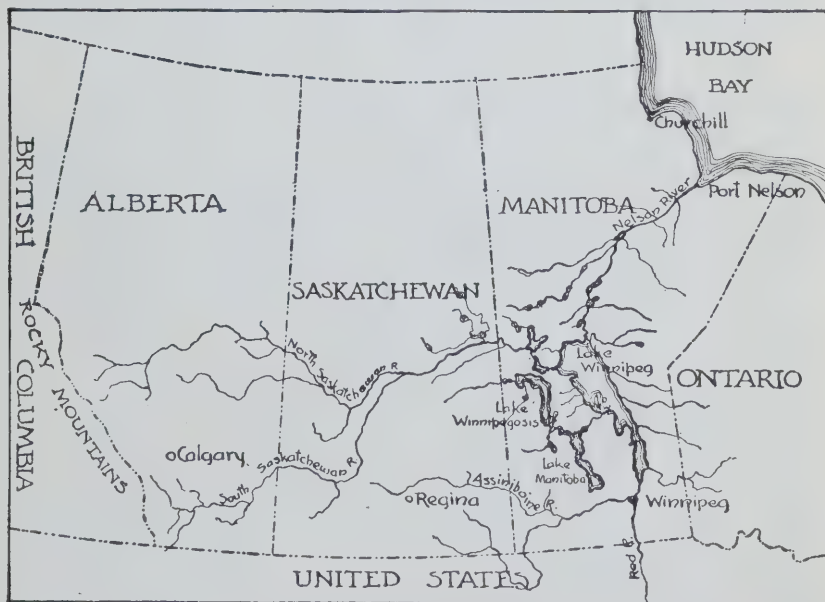 HUDSON
BAY
Churchill
Port Nelson
Nelson River
BRITISH
COLUMBIA
ALBERTA
MANITOBA
SASKATCHEWAN
ROCKY MOUNTAINS
North Saskatchewan R.
Lake
Winnipeg
ONTARIO
Lake
Winnipegosis
Calgary
South Saskatchewan R
Lake
Manitoba
Assiniboine R.
Regina
Winnipeg
Red R.
UNITED STATES